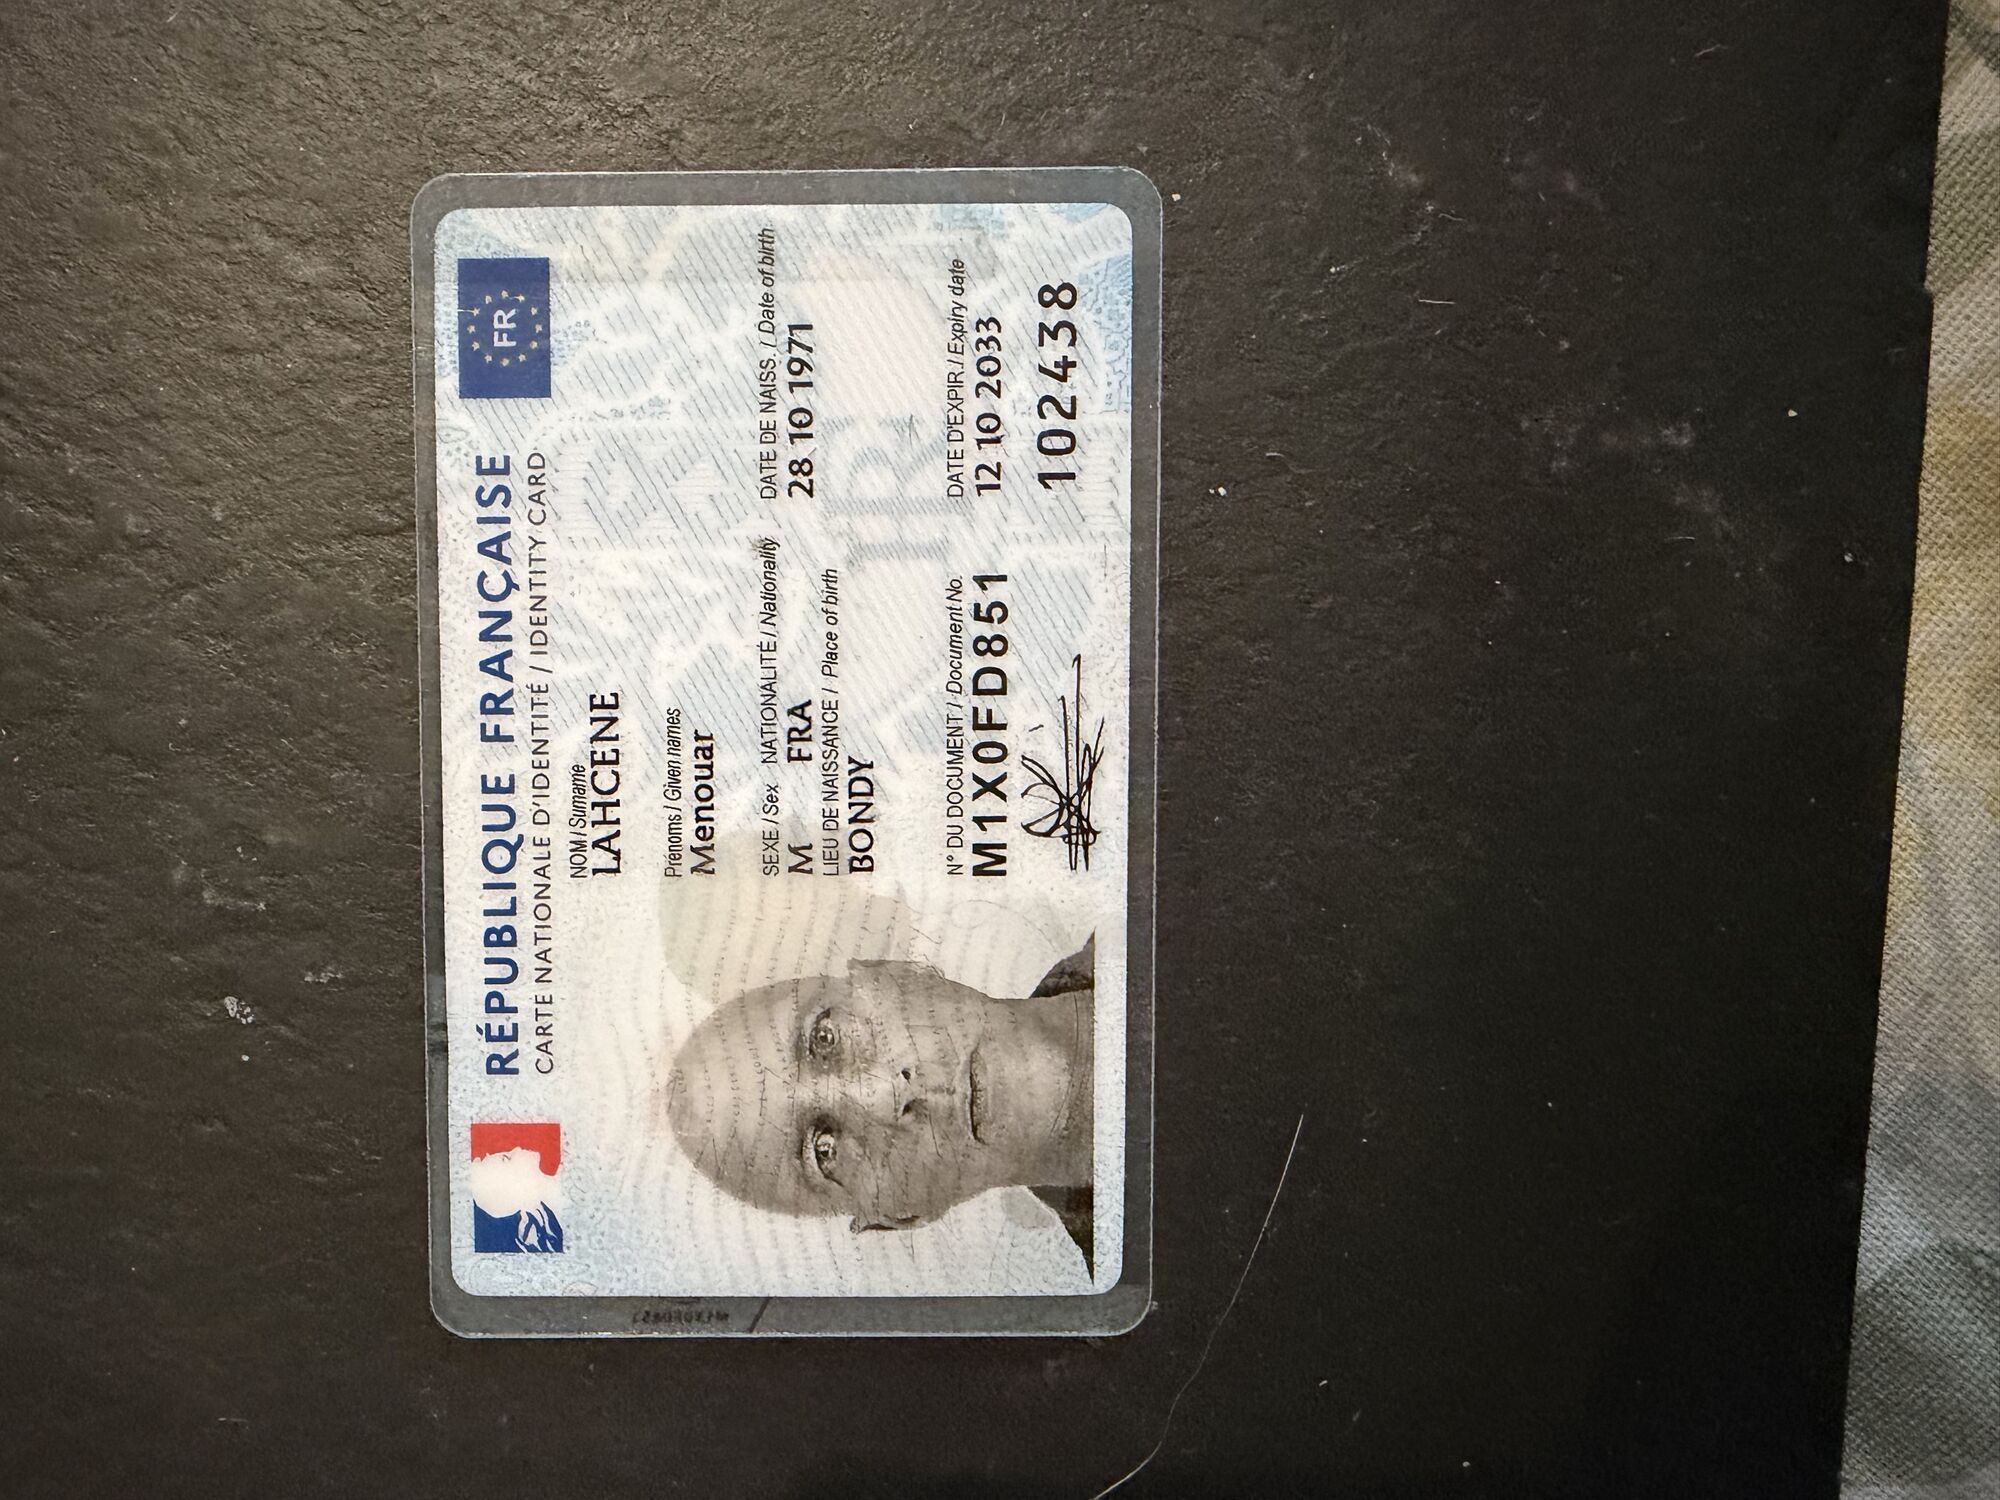 RÉPUBLIQUE FRANÇAISE
FR
CARTE NATIONALE D'IDENTITÉ / IDENTITY CARD
NOM / Surname
LAHCENE
Prénoms / Given names
Menouar
SEXE / Sex NATIONALITÉ / Nationality DATE DE NAISS. / Date of birth
M FRA 28 10 1971
LIEU DE NAISSANCE / Place of birth
BONDY
N° DU DOCUMENT / Document No. DATE D'EXPIR. / Expiry date
M1X0FD851 12 10 2033
102438